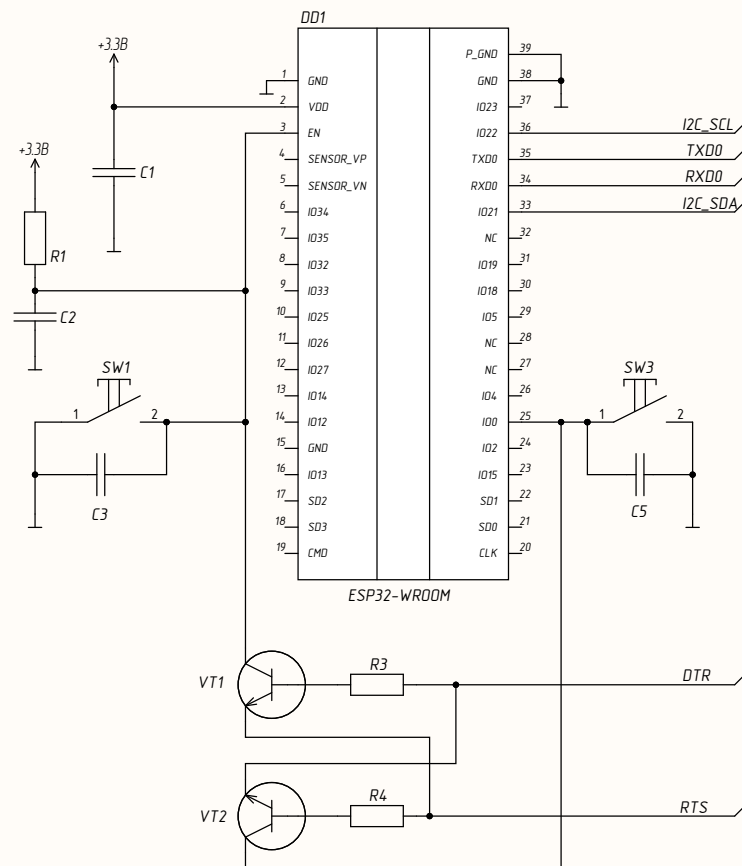 DD1
+3.3В
1 GND
2 VDD
3 EN
4 SENSOR_VP
5 SENSOR_VN
6 IO34
7 IO35
8 IO32
9 IO33
10 IO25
11 IO26
12 IO27
13 IO14
14 IO12
15 GND
16 IO13
17 SD2
18 SD3
19 CMD
P_GND 39
GND 38
IO23 37
IO22 36
TXD0 35
RXD0 34
IO21 33
NC 32
IO19 31
IO18 30
IO5 29
NC 28
NC 27
IO4 26
IO0 25
IO2 24
IO15 23
SD1 22
SD0 21
CLK 20
ESP32-WROOM
I2C_SCL
TXD0
RXD0
I2C_SDA
C1
+3.3В
R1
C2
SW1
1 2
C3
SW3
1 2
C5
VT1
R3
DTR
VT2
R4
RTS